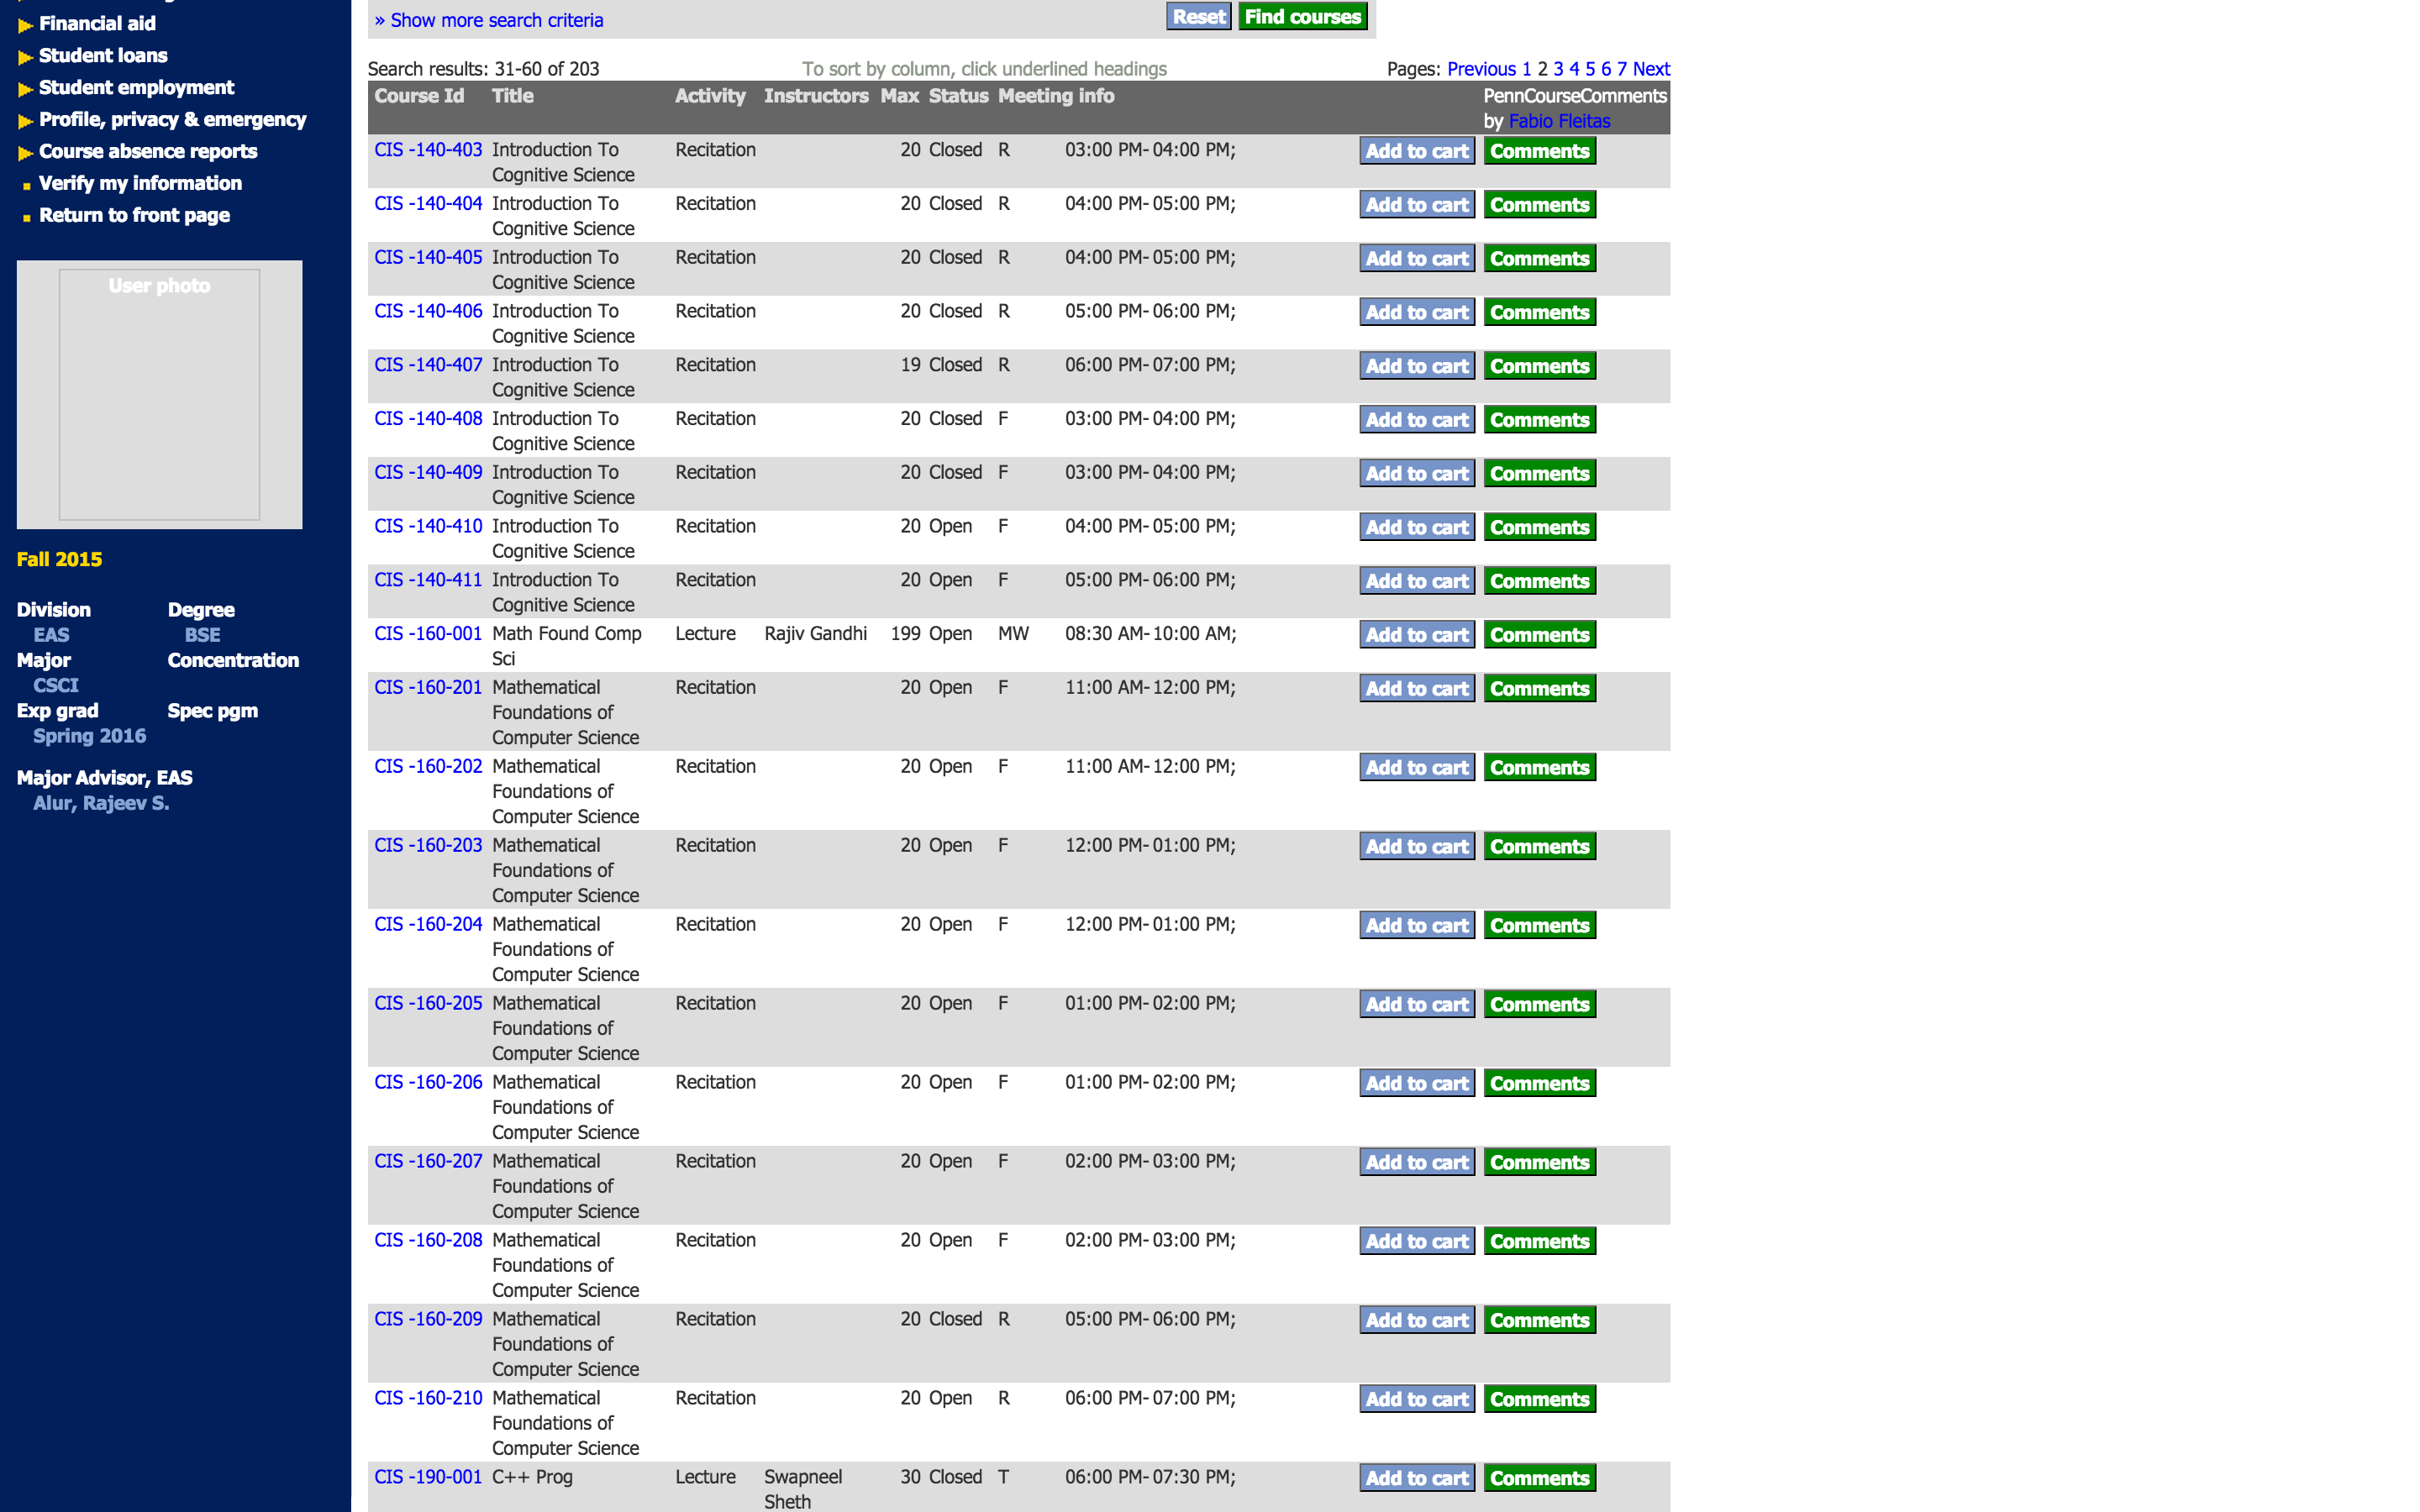 Financial aid
Student loans
Student employment
Profile, privacy & emergency
Course absence reports
Verify my information
Return to front page
User photo
Fall 2015
Division Degree
EAS BSE
Major Concentration
CSCI
Exp grad Spec pgm
Spring 2016
Major Advisor, EAS
Alur, Rajeev S.
» Show more search criteria Reset Find courses
Search results: 31-60 of 203 To sort by column, click underlined headings Pages: Previous 1 2 3 4 5 6 7 Next
Course Id Title Activity Instructors Max Status Meeting info PennCourseComments
by Fabio Fleitas
CIS -140-403 Introduction To Recitation 20 Closed R 03:00 PM- 04:00 PM; Add to cart Comments
Cognitive Science
CIS -140-404 Introduction To Recitation 20 Closed R 04:00 PM- 05:00 PM; Add to cart Comments
Cognitive Science
CIS -140-405 Introduction To Recitation 20 Closed R 04:00 PM- 05:00 PM; Add to cart Comments
Cognitive Science
CIS -140-406 Introduction To Recitation 20 Closed R 05:00 PM- 06:00 PM; Add to cart Comments
Cognitive Science
CIS -140-407 Introduction To Recitation 19 Closed R 06:00 PM- 07:00 PM; Add to cart Comments
Cognitive Science
CIS -140-408 Introduction To Recitation 20 Closed F 03:00 PM- 04:00 PM; Add to cart Comments
Cognitive Science
CIS -140-409 Introduction To Recitation 20 Closed F 03:00 PM- 04:00 PM; Add to cart Comments
Cognitive Science
CIS -140-410 Introduction To Recitation 20 Open F 04:00 PM- 05:00 PM; Add to cart Comments
Cognitive Science
CIS -140-411 Introduction To Recitation 20 Open F 05:00 PM- 06:00 PM; Add to cart Comments
Cognitive Science
CIS -160-001 Math Found Comp Lecture Rajiv Gandhi 199 Open MW 08:30 AM- 10:00 AM; Add to cart Comments
Sci
CIS -160-201 Mathematical Recitation 20 Open F 11:00 AM- 12:00 PM; Add to cart Comments
Foundations of
Computer Science
CIS -160-202 Mathematical Recitation 20 Open F 11:00 AM- 12:00 PM; Add to cart Comments
Foundations of
Computer Science
CIS -160-203 Mathematical Recitation 20 Open F 12:00 PM- 01:00 PM; Add to cart Comments
Foundations of
Computer Science
CIS -160-204 Mathematical Recitation 20 Open F 12:00 PM- 01:00 PM; Add to cart Comments
Foundations of
Computer Science
CIS -160-205 Mathematical Recitation 20 Open F 01:00 PM- 02:00 PM; Add to cart Comments
Foundations of
Computer Science
CIS -160-206 Mathematical Recitation 20 Open F 01:00 PM- 02:00 PM; Add to cart Comments
Foundations of
Computer Science
CIS -160-207 Mathematical Recitation 20 Open F 02:00 PM- 03:00 PM; Add to cart Comments
Foundations of
Computer Science
CIS -160-208 Mathematical Recitation 20 Open F 02:00 PM- 03:00 PM; Add to cart Comments
Foundations of
Computer Science
CIS -160-209 Mathematical Recitation 20 Closed R 05:00 PM- 06:00 PM; Add to cart Comments
Foundations of
Computer Science
CIS -160-210 Mathematical Recitation 20 Open R 06:00 PM- 07:00 PM; Add to cart Comments
Foundations of
Computer Science
CIS -190-001 C++ Prog Lecture Swapneel 30 Closed T 06:00 PM- 07:30 PM; Add to cart Comments
Sheth